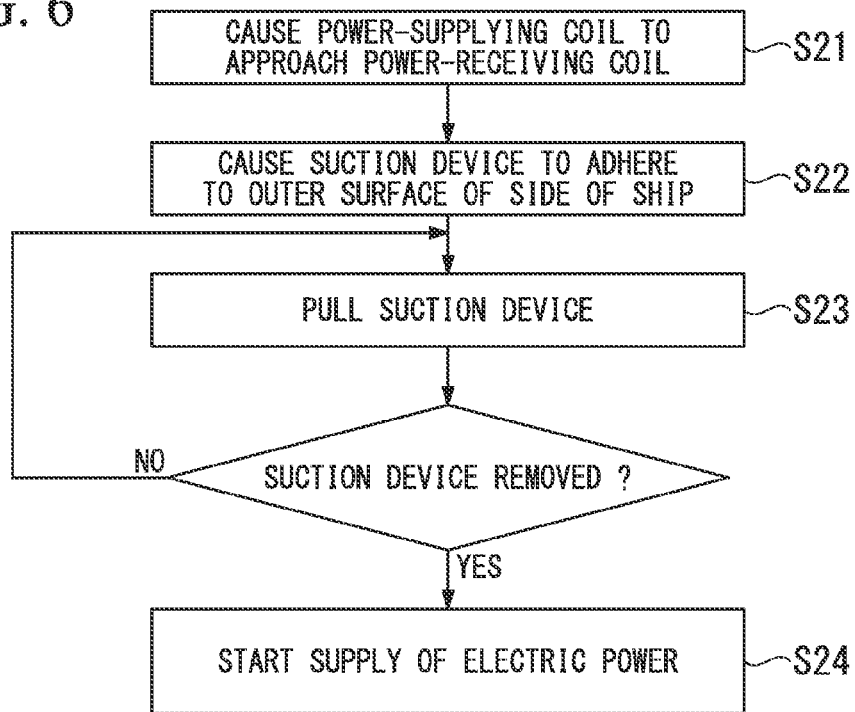 . 6
CAUSE POWER-SUPPLYING COIL TO
APPROACH POWER-RECEIVING COIL
S21
CAUSE SUCTION DEVICE TO ADHERE
TO OUTER SURFACE OF SIDE OF SHIP
S22
PULL SUCTION DEVICE
S23
NO
SUCTION DEVICE REMOVED ?
YES
START SUPPLY OF ELECTRIC POWER
S24